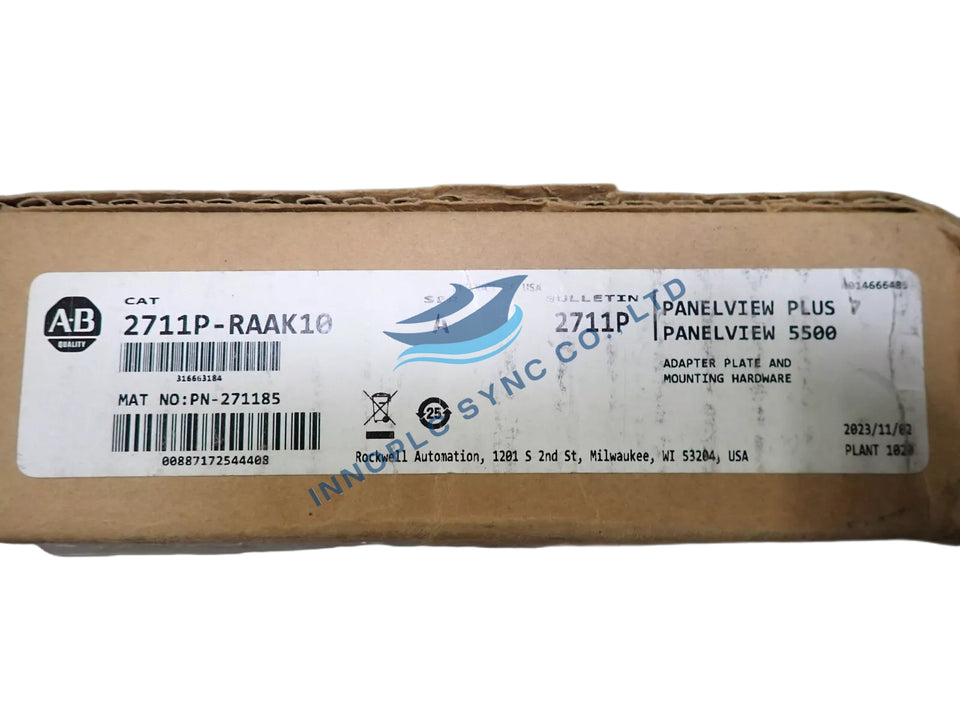 A-B
QUALITY
CAT
2711P-RAAK10
316663184
MAT NO:PN-271185
00887172544408
A
USA
BULLETIN
2711P
PANELVIEW PLUS 7
PANELVIEW 5500
ADAPTER PLATE AND
MOUNTING HARDWARE
25
Rockwell Automation, 1201 S 2nd St, Milwaukee, WI 53204, USA
2023/11/02
PLANT 1020
INNOPLC SYNC CO.LTD